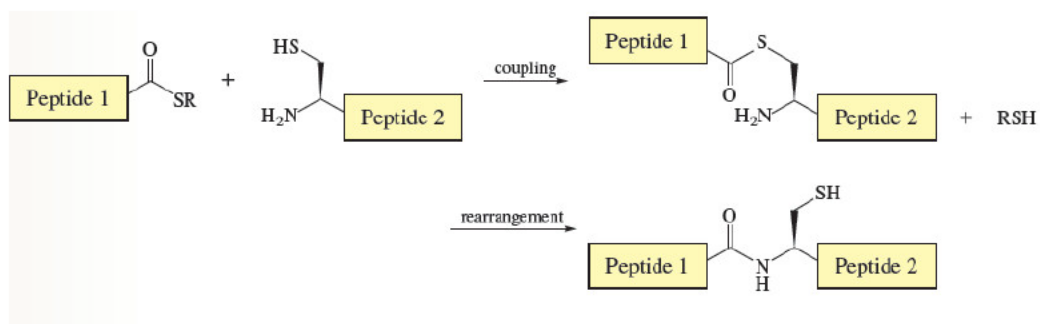 O
Peptide 1
SR
+
HS
H₂N
Peptide 2
coupling
Peptide 1
S
O
H₂N
Peptide 2
+ RSH
rearrangement
Peptide 1
O
N
H
SH
Peptide 2